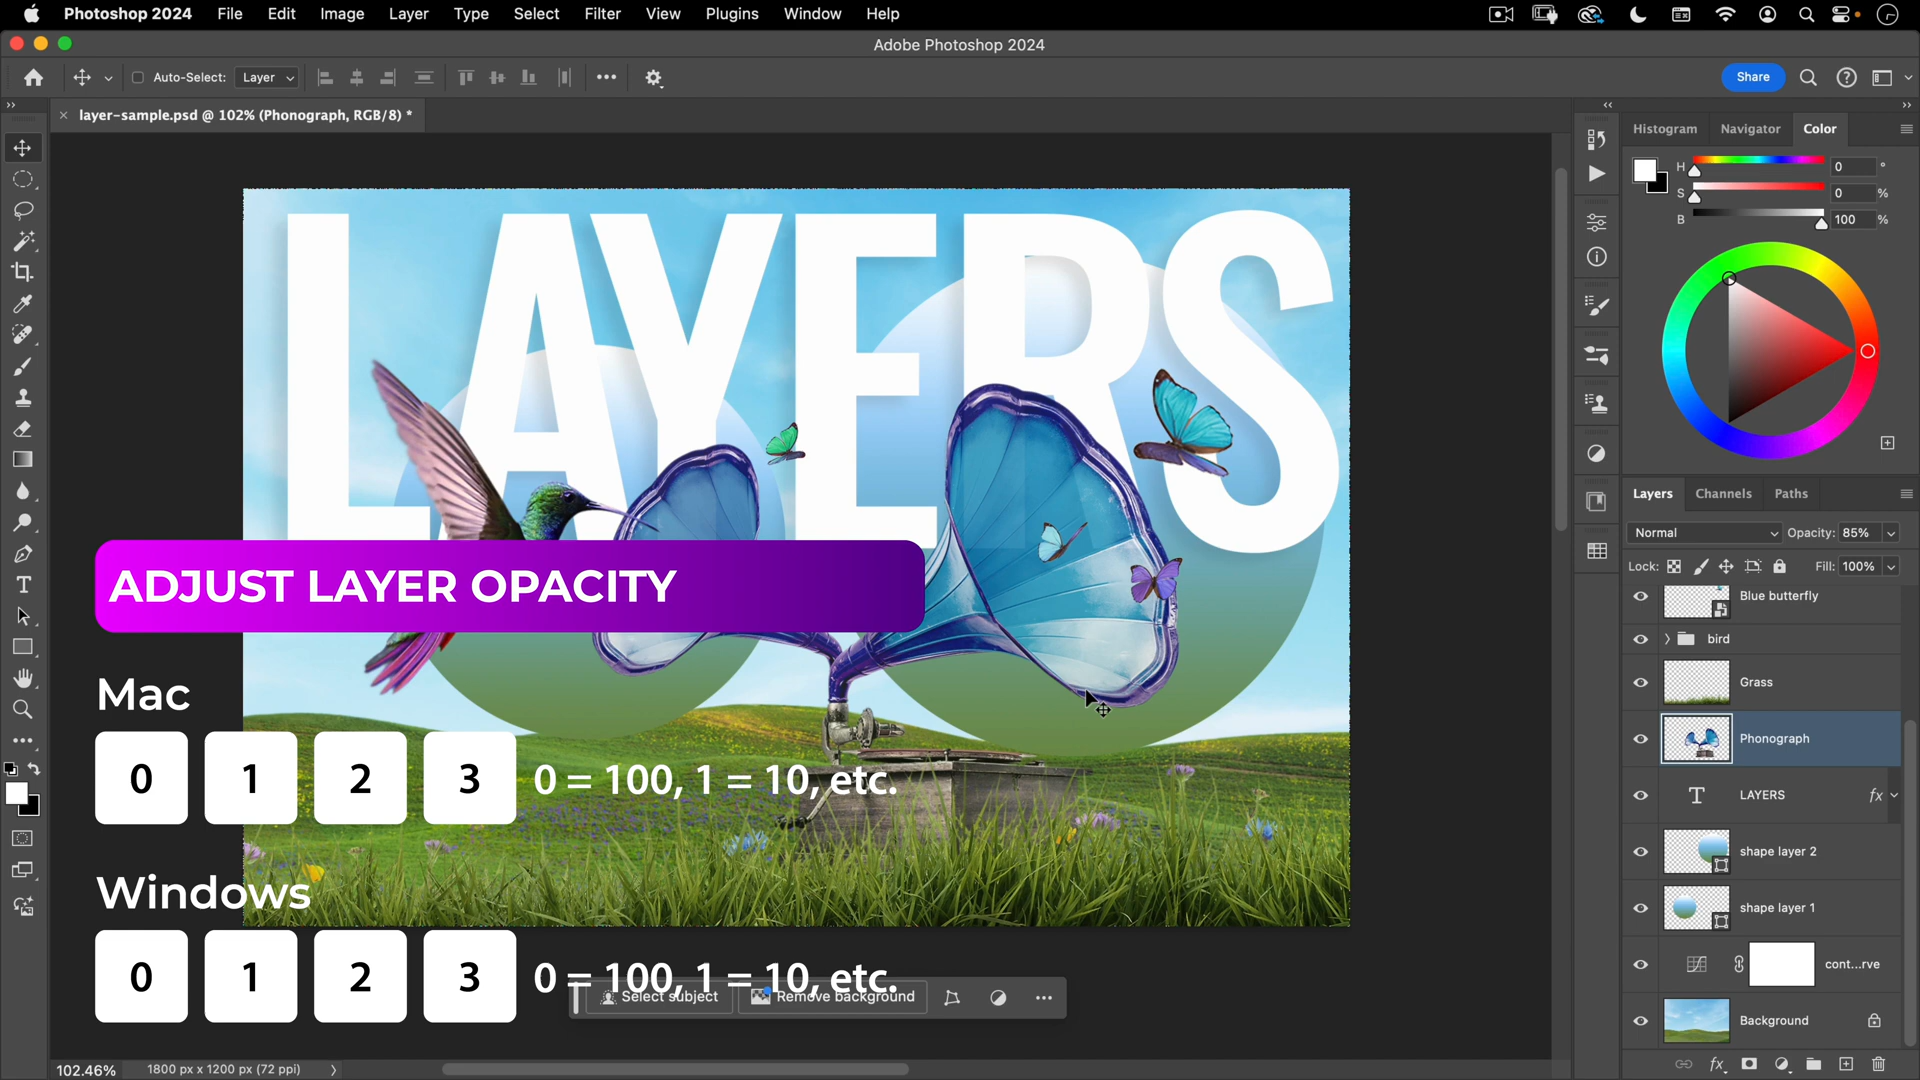 Photoshop 2024 File Edit Image Layer Type Select Filter View Plugins Window Help
Adobe Photoshop 2024
Auto-Select: Layer
Share
layer-sample.psd @ 102% (Phonograph, RGB/8) *
Histogram Navigator Color
H 0 °
S 0 %
B 100 %
LAYERS
ADJUST LAYER OPACITY
Mac
0 1 2 3 0 = 100, 1 = 10, etc.
Windows
0 1 2 3 0 = 100, 1 = 10, etc.
Select subject Remove background
102.46% 1800 px x 1200 px (72 ppi)
Layers Channels Paths
Normal Opacity: 85%
Lock: Fill: 100%
Blue butterfly
bird
Grass
Phonograph
T LAYERS fx
shape layer 2
shape layer 1
cont...rve
Background
fx